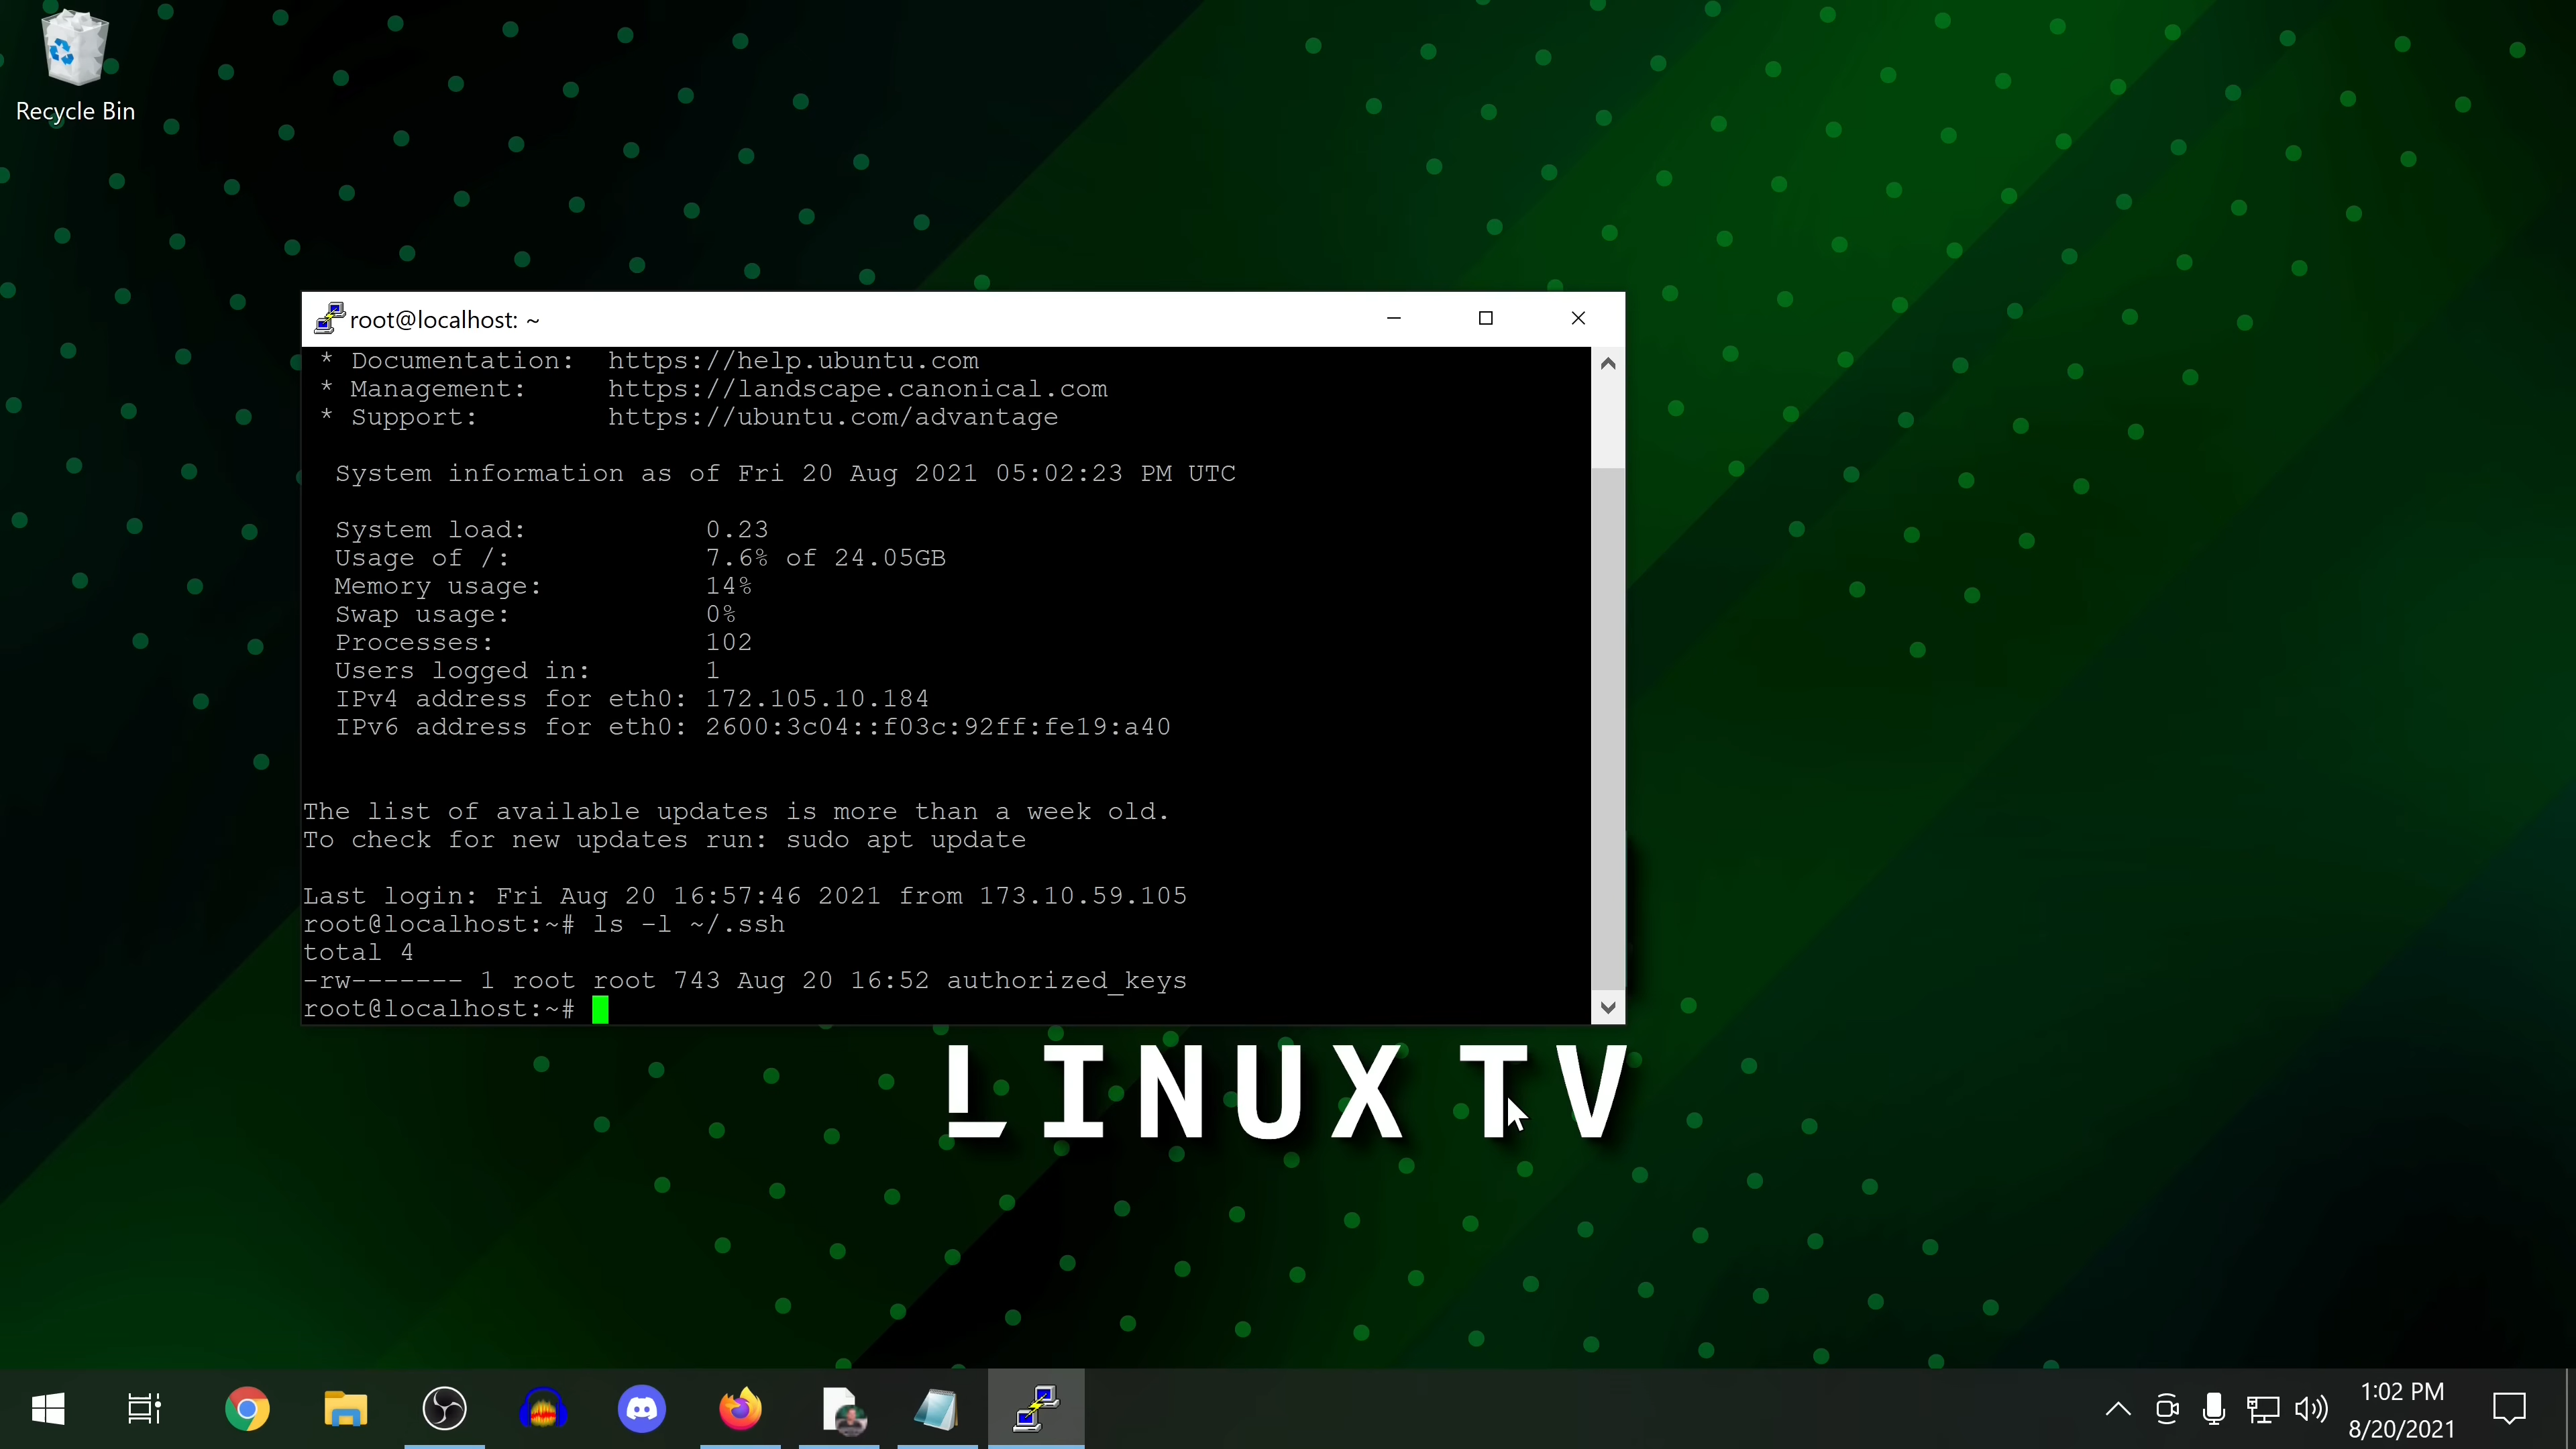 Recycle Bin
root@localhost: ~
* Documentation:  https://help.ubuntu.com
* Management:     https://landscape.canonical.com
* Support:        https://ubuntu.com/advantage
System information as of Fri 20 Aug 2021 05:02:23 PM UTC
System load:           0.23
Usage of /:            7.6% of 24.05GB
Memory usage:          14%
Swap usage:            0%
Processes:             102
Users logged in:       1
IPv4 address for eth0: 172.105.10.184
IPv6 address for eth0: 2600:3c04::f03c:92ff:fe19:a40
The list of available updates is more than a week old.
To check for new updates run: sudo apt update
Last login: Fri Aug 20 16:57:46 2021 from 173.10.59.105
root@localhost:~# ls -l ~/.ssh
total 4
-rw------- 1 root root 743 Aug 20 16:52 authorized_keys
root@localhost:~#
LINUX TV
1:02 PM
8/20/2021